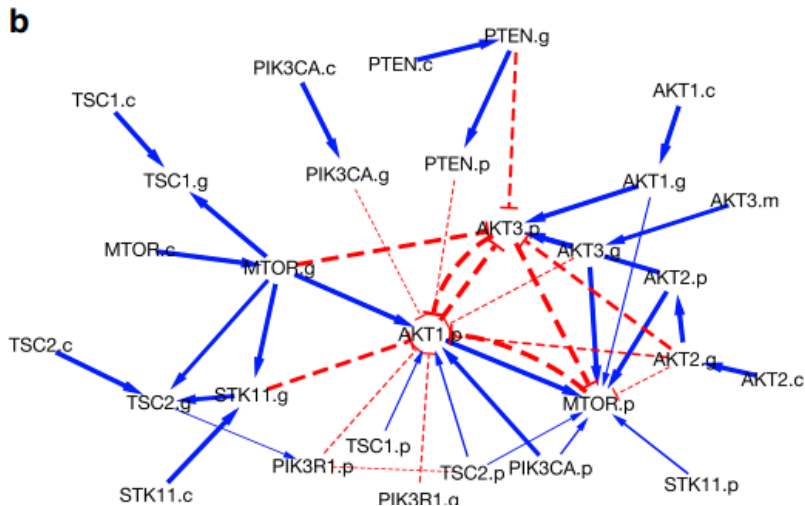 b
PTEN.g
PIK3CA.c
PTEN.c
TSC1.c
AKT1.c
PTEN.p
PIK3CA.g
TSC1.g
AKT1.g
AKT3.m
AKT3.p
MTOR.c
AKT3.g
MTOR.g
AKT2.p
AKT1.p
TSC2.c
AKT2.g
AKT2.c
STK11.g
TSC2.g
MTOR.p
TSC1.p
PIK3R1.p
TSC2.p
PIK3CA.p
STK11.p
STK11.c
PIK3R1.g